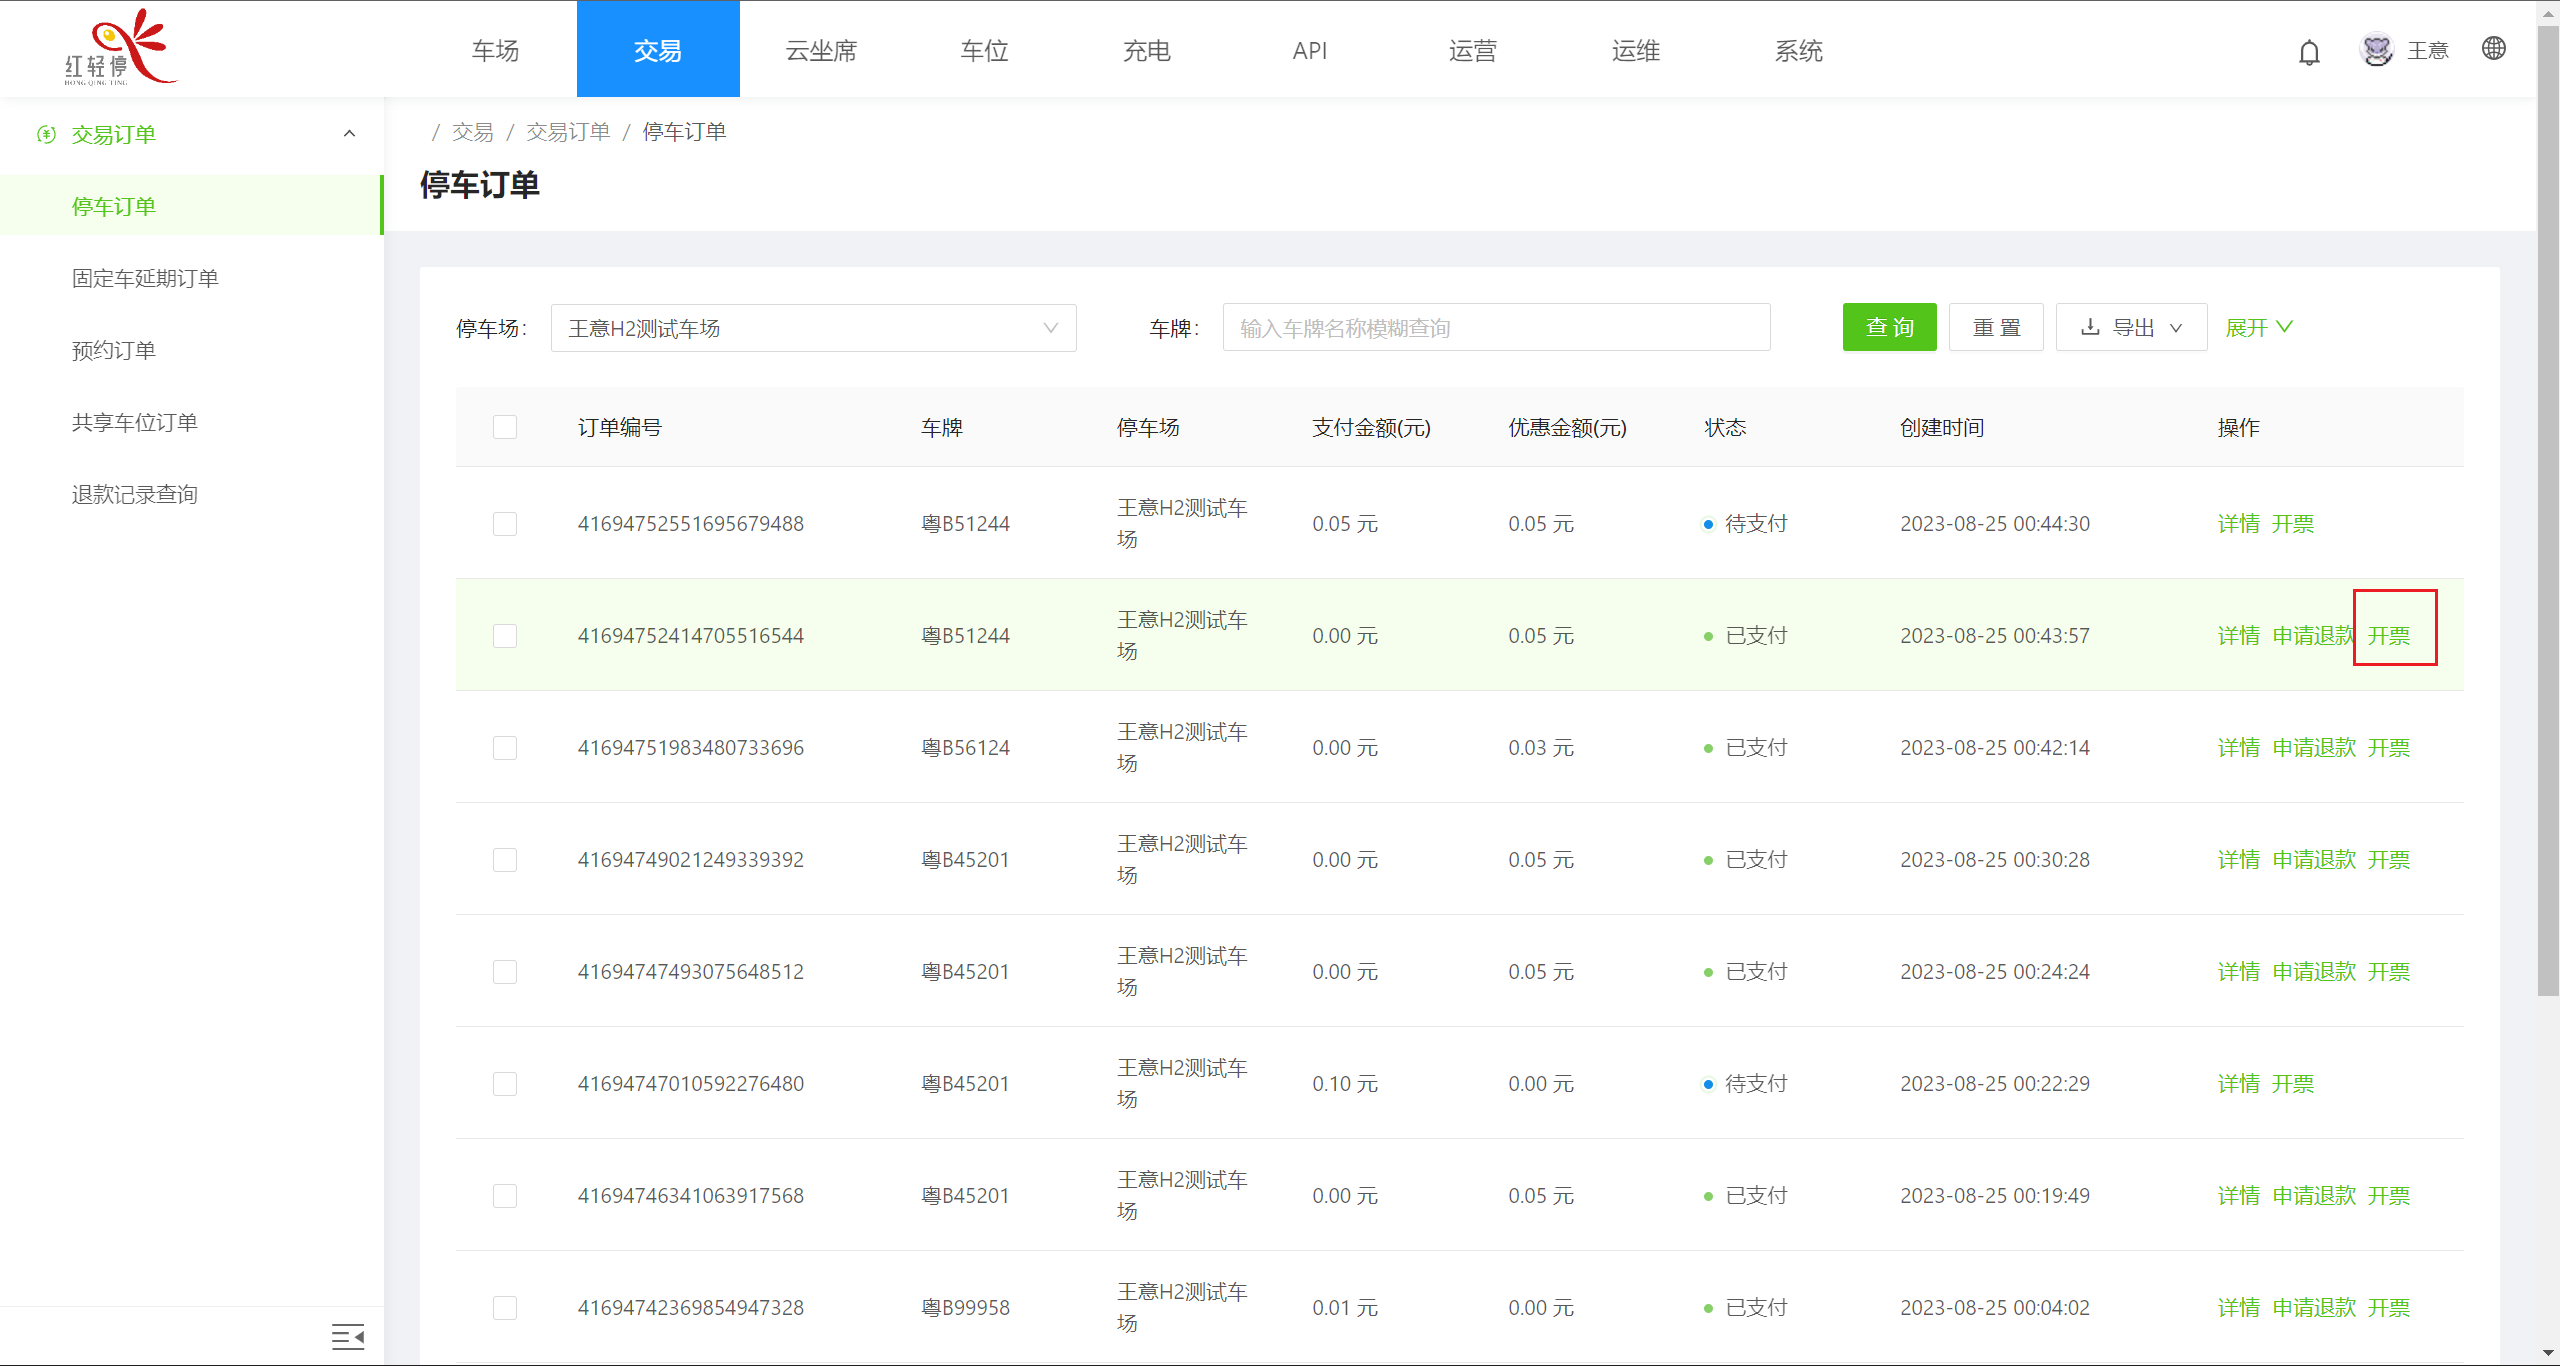 红轻停
HONG QING TING
车场 交易 云坐席 车位 充电 API 运营 运维 系统 王意
交易订单
停车订单
固定车延期订单
预约订单
共享车位订单
退款记录查询
/ 交易 / 交易订单 / 停车订单
停车订单
停车场: 王意H2测试车场 车牌: 输入车牌名称模糊查询 查 询 重 置 导出 展开
订单编号 车牌 停车场 支付金额(元) 优惠金额(元) 状态 创建时间 操作
41694752551695679488 粤B51244 王意H2测试车场 0.05 元 0.05 元 待支付 2023-08-25 00:44:30 详情 开票
41694752414705516544 粤B51244 王意H2测试车场 0.00 元 0.05 元 已支付 2023-08-25 00:43:57 详情 申请退款 开票
41694751983480733696 粤B56124 王意H2测试车场 0.00 元 0.03 元 已支付 2023-08-25 00:42:14 详情 申请退款 开票
41694749021249339392 粤B45201 王意H2测试车场 0.00 元 0.05 元 已支付 2023-08-25 00:30:28 详情 申请退款 开票
41694747493075648512 粤B45201 王意H2测试车场 0.00 元 0.05 元 已支付 2023-08-25 00:24:24 详情 申请退款 开票
41694747010592276480 粤B45201 王意H2测试车场 0.10 元 0.00 元 待支付 2023-08-25 00:22:29 详情 开票
41694746341063917568 粤B45201 王意H2测试车场 0.00 元 0.05 元 已支付 2023-08-25 00:19:49 详情 申请退款 开票
41694742369854947328 粤B99958 王意H2测试车场 0.01 元 0.00 元 已支付 2023-08-25 00:04:02 详情 申请退款 开票